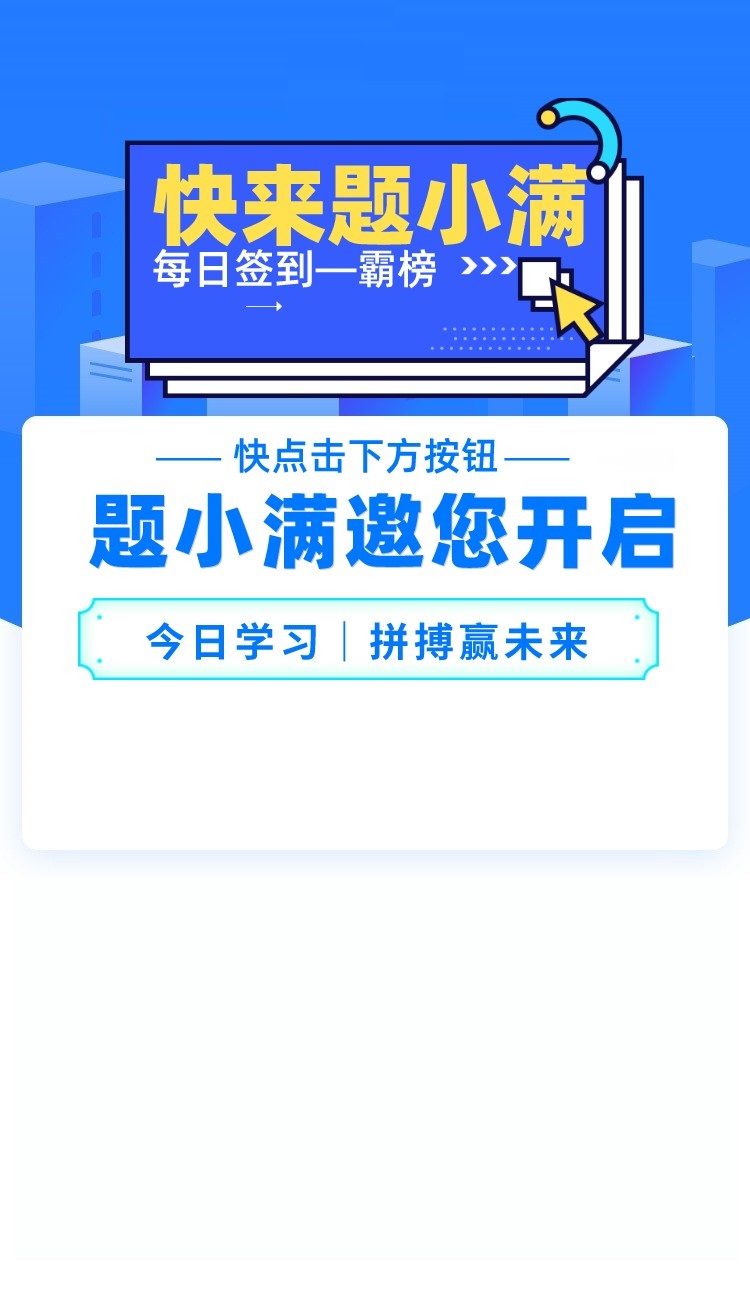 快来题小满
每日签到—霸榜
快点击下方按钮
题小满邀您开启
今日学习｜拼搏赢未来